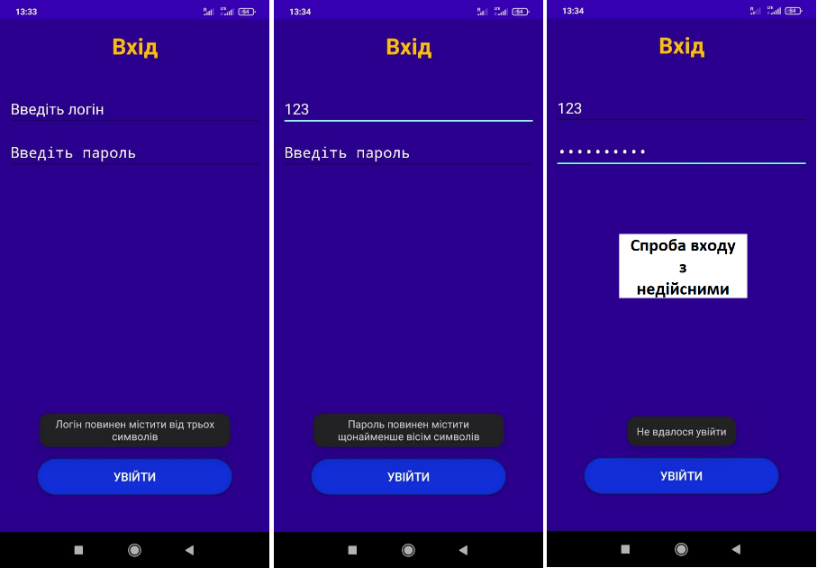 13:33
Вхід
Введіть логін
Введіть пароль
Логін повинен містити від трьох
символів
УВІЙТИ
13:34
Вхід
123
Введіть пароль
Пароль повинен містити
щонайменше вісім символів
УВІЙТИ
13:34
Вхід
123
••••••••••
Спроба входу
з
недійсними
Не вдалося увійти
УВІЙТИ